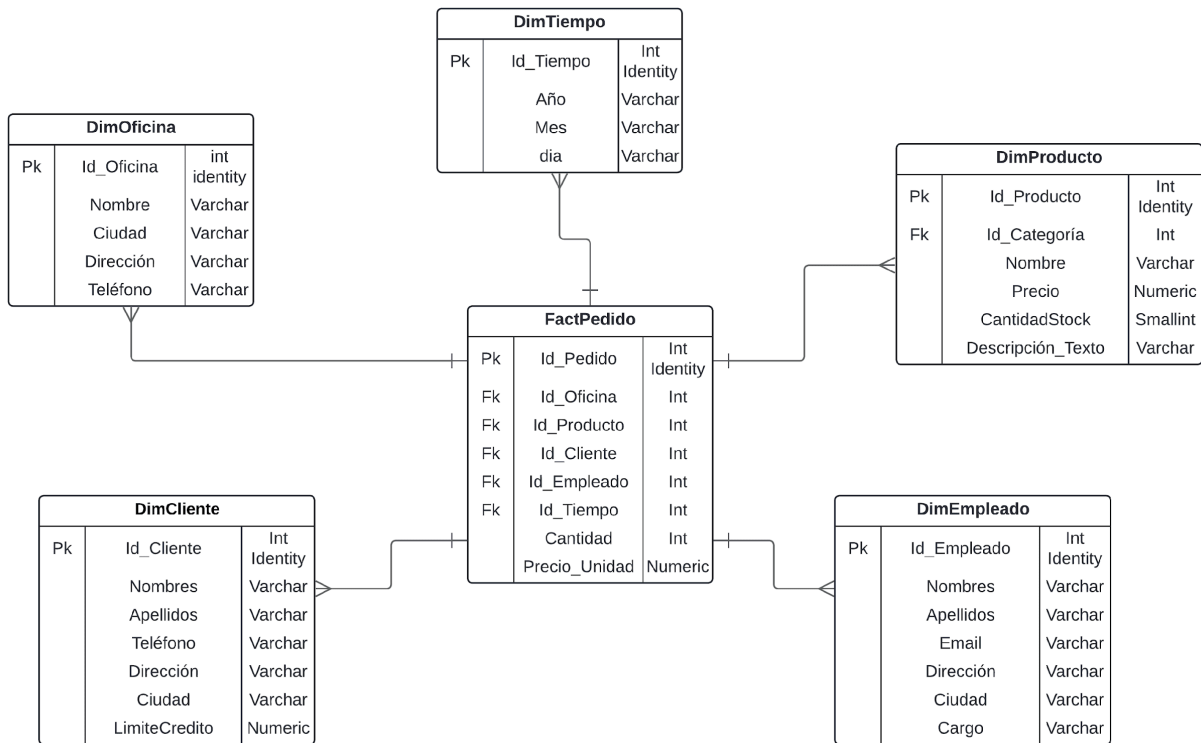 DimTiempo
Pk Id_Tiempo Int Identity
Año Varchar
Mes Varchar
dia Varchar
DimOficina
Pk Id_Oficina int identity
Nombre Varchar
Ciudad Varchar
Dirección Varchar
Teléfono Varchar
DimProducto
Pk Id_Producto Int Identity
Fk Id_Categoría Int
Nombre Varchar
Precio Numeric
CantidadStock Smallint
Descripción_Texto Varchar
FactPedido
Pk Id_Pedido Int Identity
Fk Id_Oficina Int
Fk Id_Producto Int
Fk Id_Cliente Int
Fk Id_Empleado Int
Fk Id_Tiempo Int
Cantidad Int
Precio_Unidad Numeric
DimCliente
Pk Id_Cliente Int Identity
Nombres Varchar
Apellidos Varchar
Teléfono Varchar
Dirección Varchar
Ciudad Varchar
LimiteCredito Numeric
DimEmpleado
Pk Id_Empleado Int Identity
Nombres Varchar
Apellidos Varchar
Email Varchar
Dirección Varchar
Ciudad Varchar
Cargo Varchar